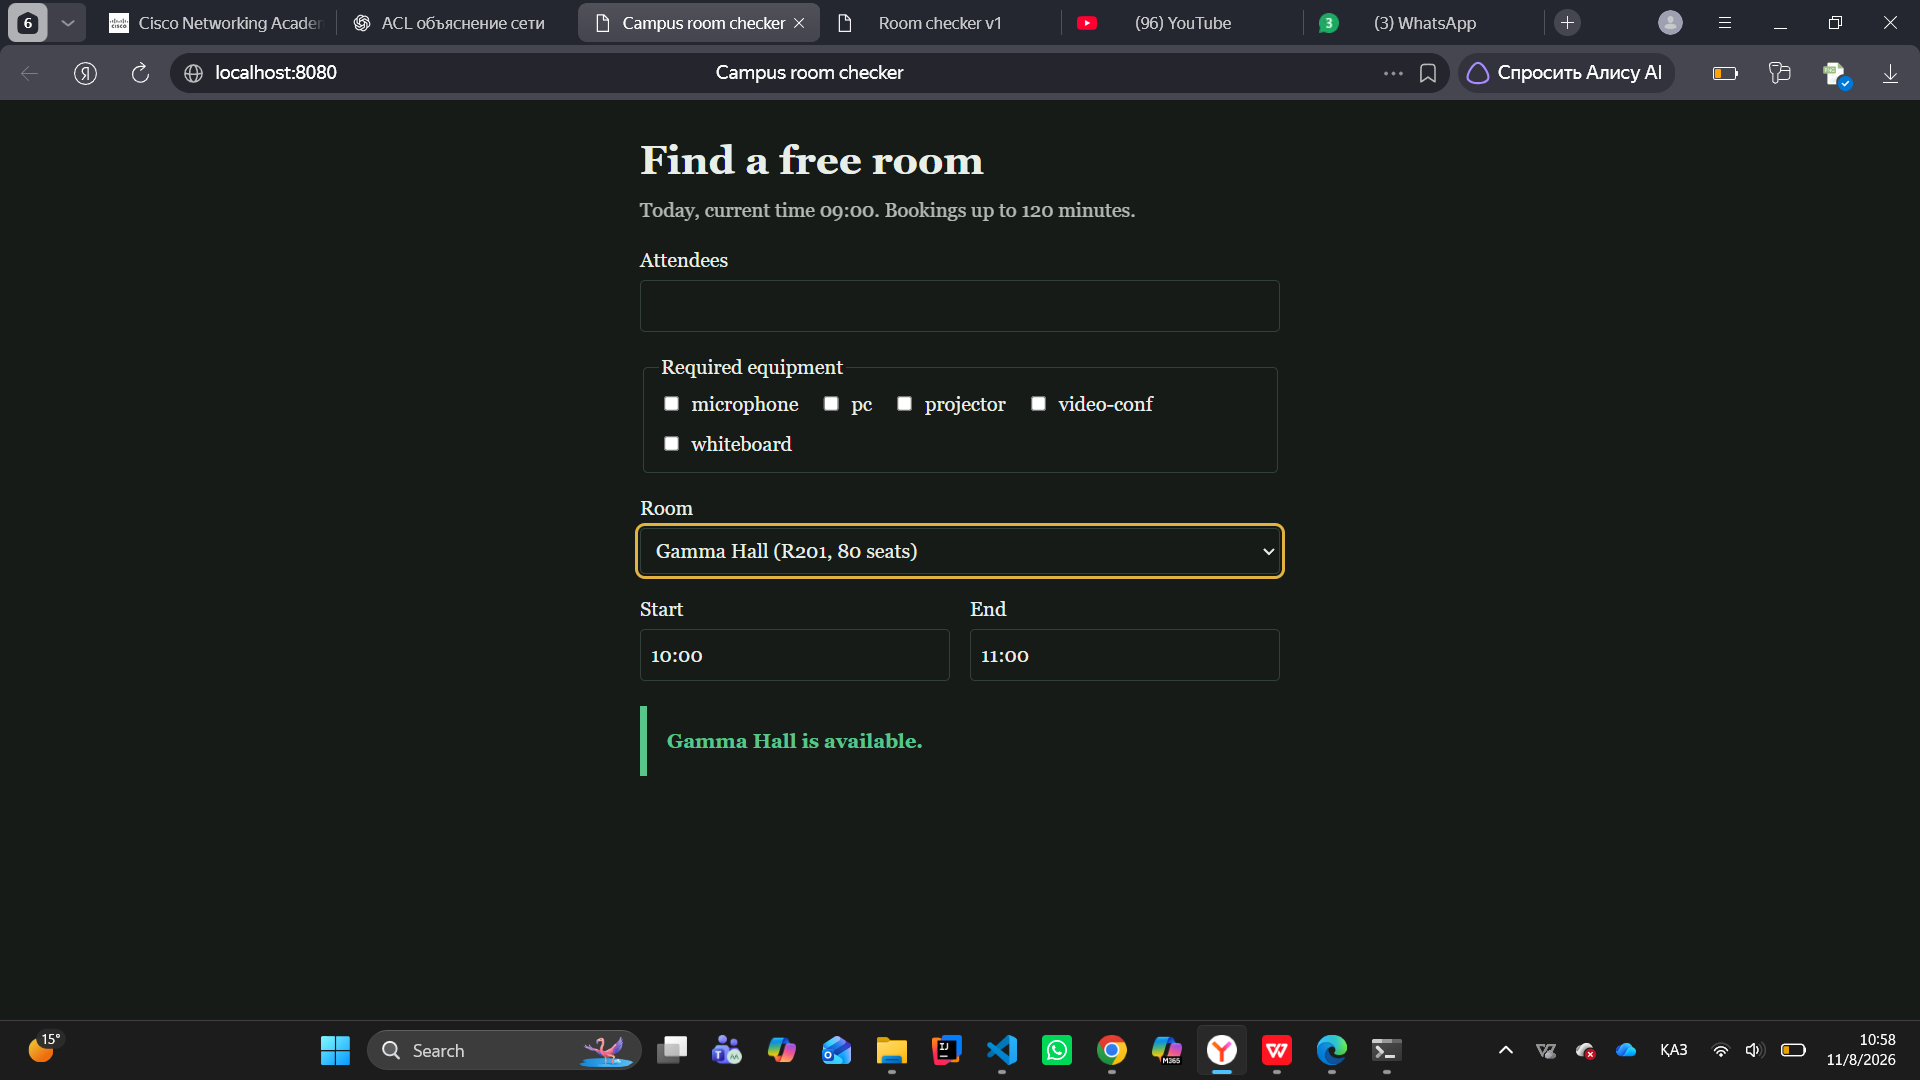 6
Cisco Networking Acader
ACL объяснение сети
Campus room checker
Room checker v1
(96) YouTube
3
(3) WhatsApp
Я
localhost:8080
Campus room checker
Спросить Алису AI
Find a free room
Today, current time 09:00. Bookings up to 120 minutes.
Attendees
Required equipment
microphone
pc
projector
video-conf
whiteboard
Room
Gamma Hall (R201, 80 seats)
Start
End
10:00
11:00
Gamma Hall is available.
15°
Search
M365
ҚАЗ
10:58
11/8/2026